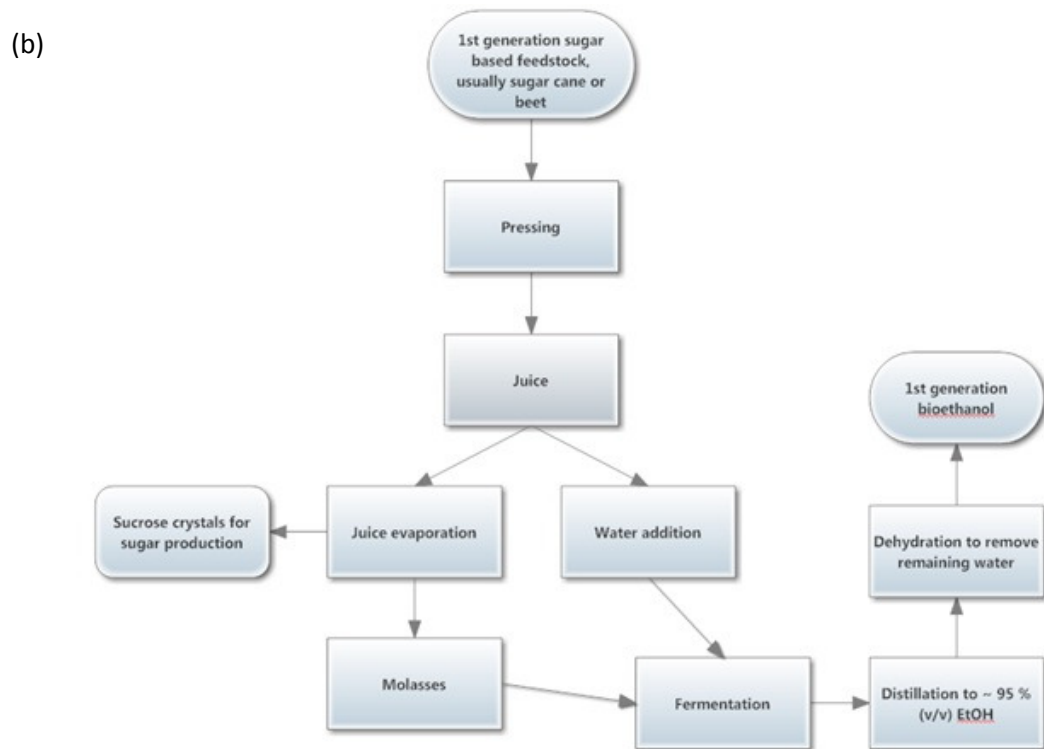 (b)
1st generation sugar
based feedstock,
usually sugar cane or
beet
Pressing
Juice
1st generation
bioethanol
Sucrose crystals for
sugar production
Juice evaporation
Water addition
Dehydration to remove
remaining water
Molasses
Fermentation
Distillation to ~ 95 %
(v/v) EtOH